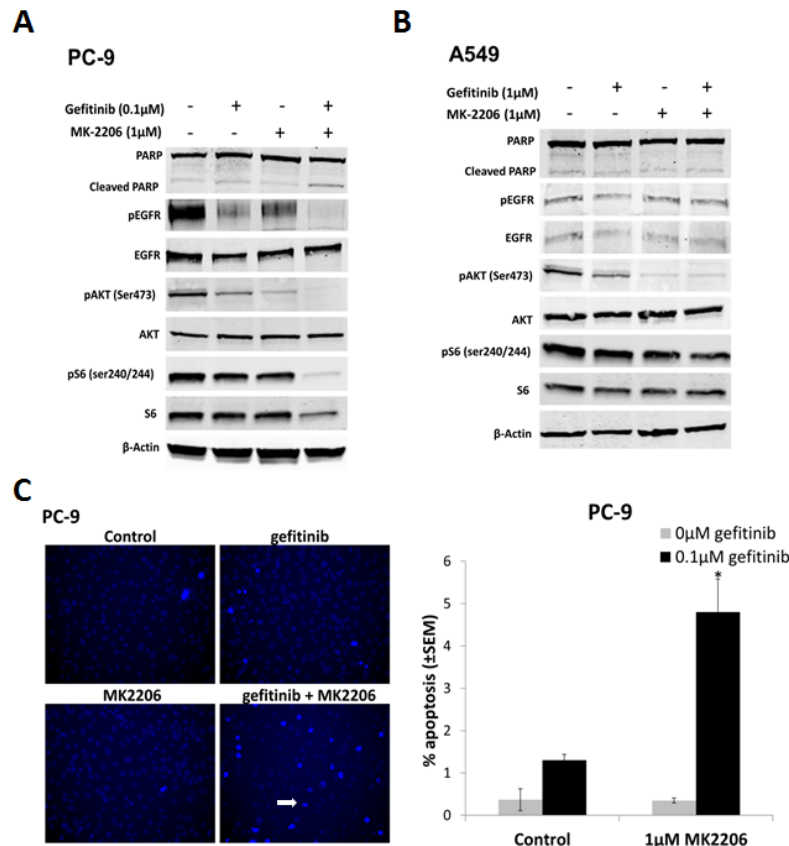 A
PC-9
Gefitinib (0.1µM) - + - +
MK-2206 (1µM) - - + +
PARP
Cleaved PARP
pEGFR
EGFR
pAKT (Ser473)
AKT
pS6 (ser240/244)
S6
β-Actin
B
A549
Gefitinib (1µM) - + - +
MK-2206 (1µM) - - + +
PARP
Cleaved PARP
pEGFR
EGFR
pAKT (Ser473)
AKT
pS6 (ser240/244)
S6
β-Actin
C
PC-9
Control
gefitinib
MK2206
gefitinib + MK2206
PC-9
0µM gefitinib
0.1µM gefitinib
% apoptosis (±SEM)
6
5
4
3
2
1
0
*
Control
1µM MK2206